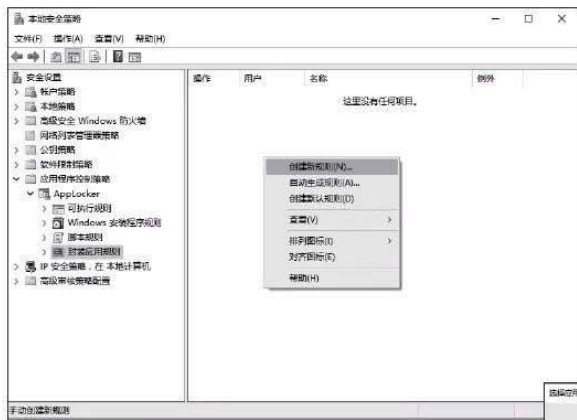 本地安全策略
文件(F) 操作(A) 查看(V) 帮助(H)
安全设置
帐户策略
本地策略
高级安全 Windows 防火墙
网络列表管理器策略
公钥策略
软件限制策略
应用程序控制策略
AppLocker
可执行规则
Windows 安装程序规则
脚本规则
封装应用规则
IP 安全策略，在 本地计算机
高级审核策略配置
操作 用户 名称 例外
这里没有任何项目。
创建新规则(N)...
自动生成规则(A)...
创建默认规则(D)
查看(V)
排列图标(I)
对齐图标(E)
帮助(H)
手动创建新规则
选择应用